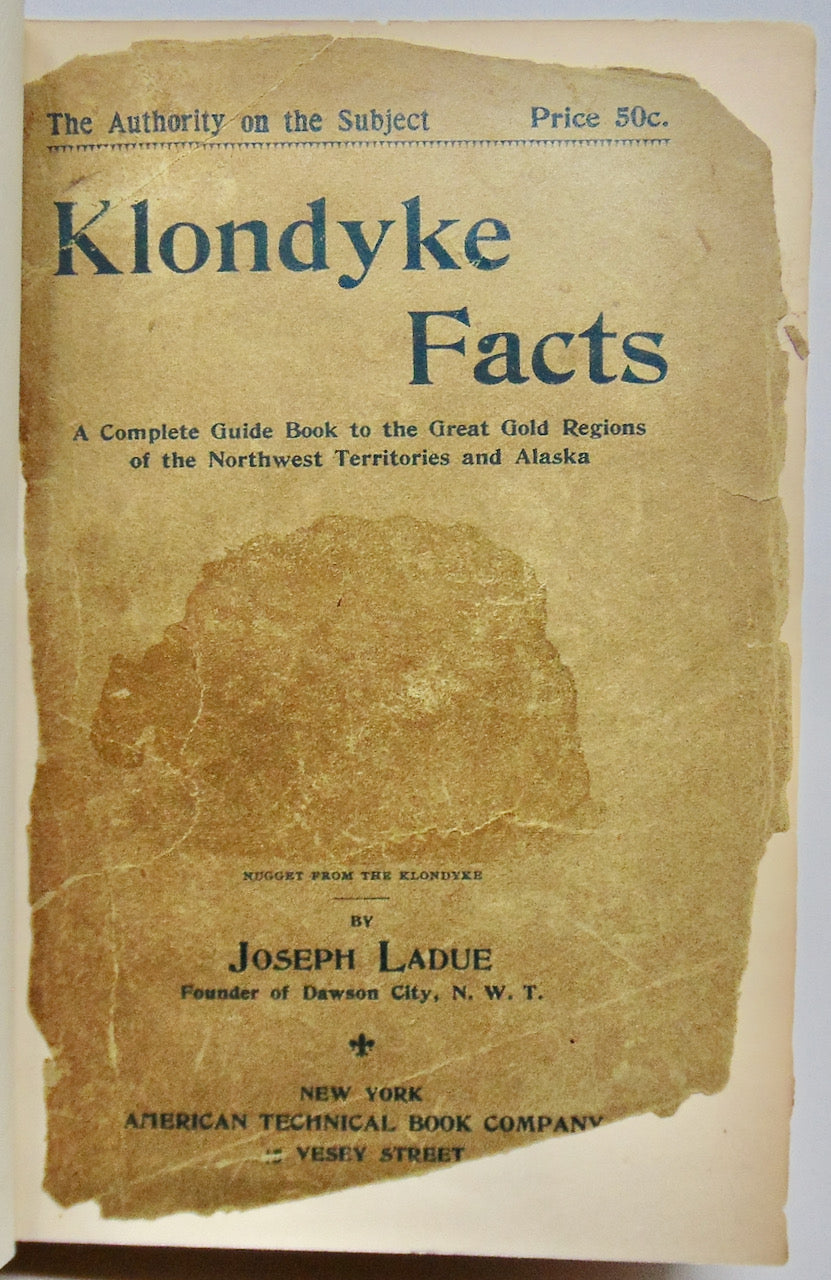 The Authority on the Subject Price 50c.
Klondyke
Facts
A Complete Guide Book to the Great Gold Regions
of the Northwest Territories and Alaska
NUGGET FROM THE KLONDYKE
BY
JOSEPH LADUE
Founder of Dawson City, N. W. T.
NEW YORK
AMERICAN TECHNICAL BOOK COMPANY
VESEY STREET